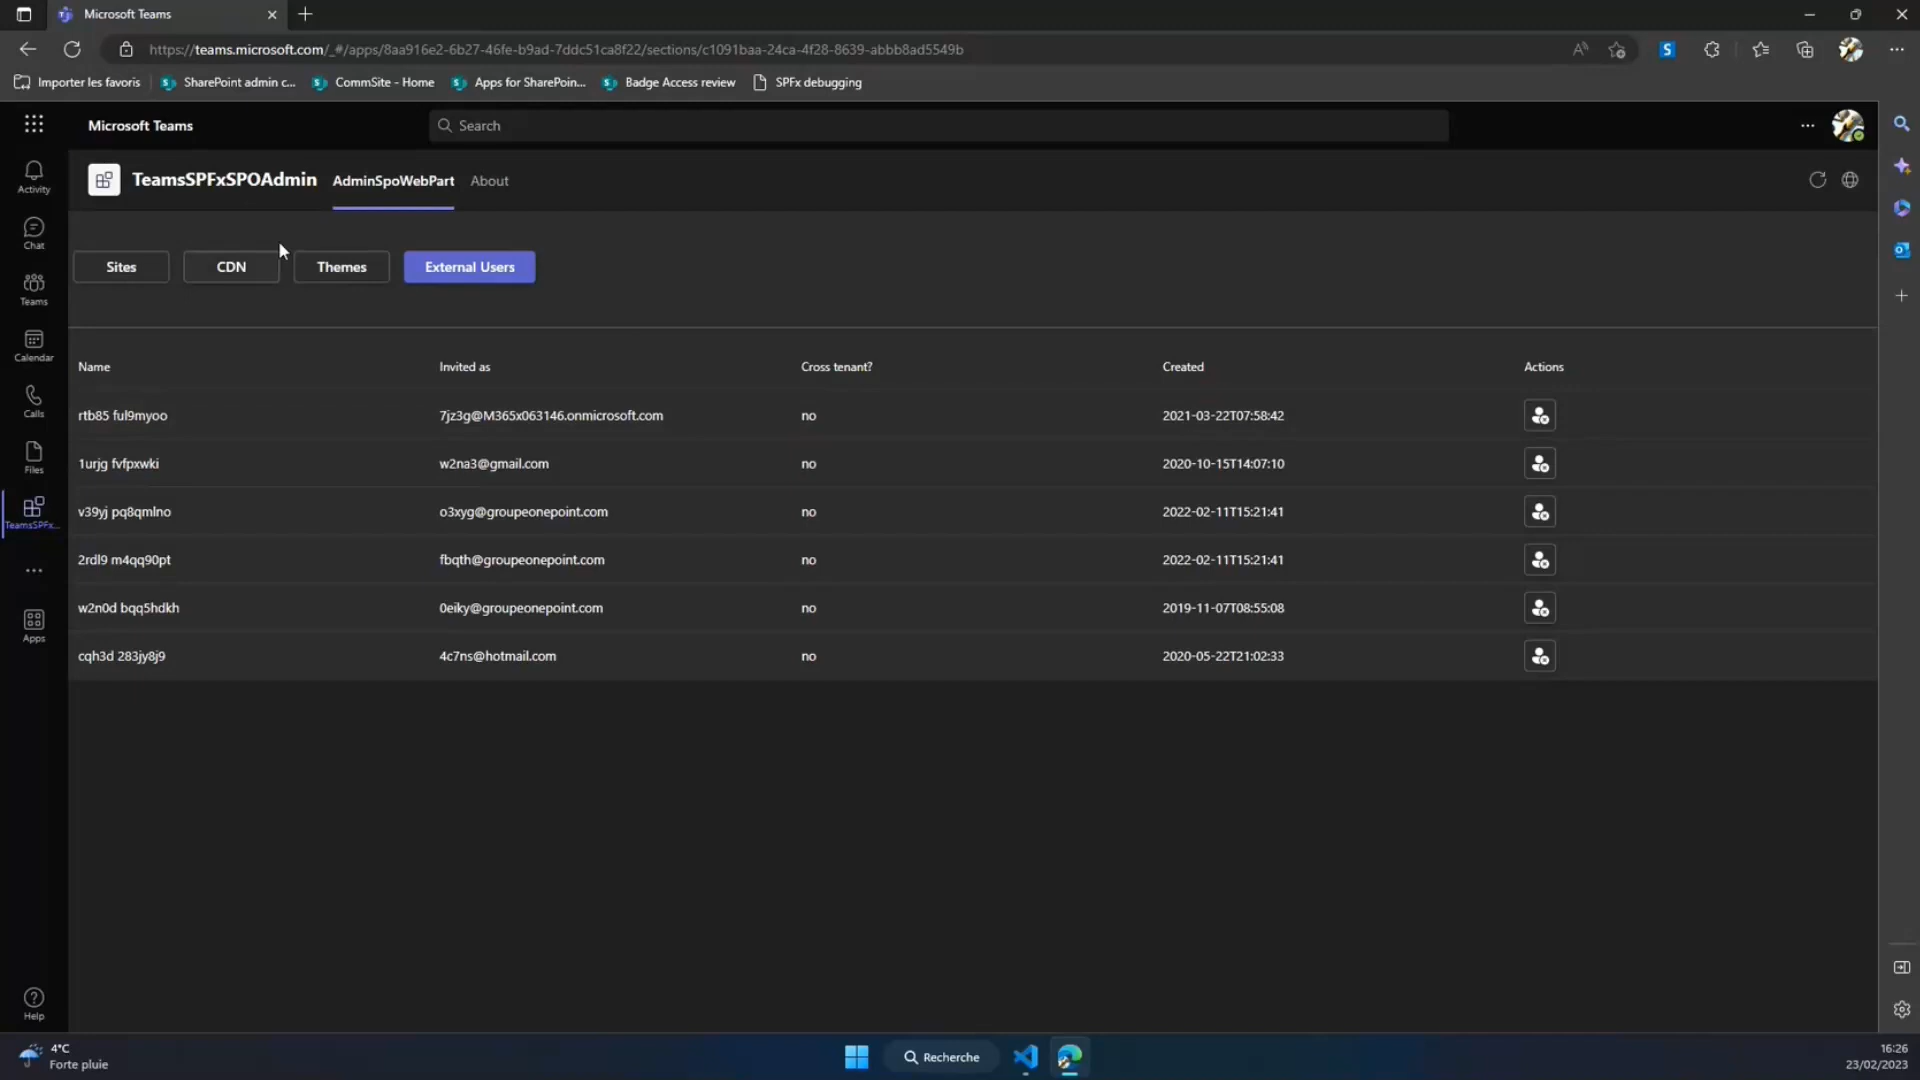 Microsoft Teams
https://teams.microsoft.com/_#/apps/8aa916e2-6b27-46fe-b9ad-7ddc51ca8f22/sections/c1091baa-24ca-4f28-8639-abbb8ad5549b
Importer les favoris
SharePoint admin c...
CommSite - Home
Apps for SharePoin...
Badge Access review
SPFx debugging
Microsoft Teams
Search
Activity
Chat
Teams
Calendar
Calls
Files
TeamsSPFx...
Apps
Help
TeamsSPFxSPOAdmin AdminSpoWebPart About
Sites CDN Themes External Users
Name Invited as Cross tenant? Created Actions
rtb85 ful9myoo 7jz3g@M365x063146.onmicrosoft.com no 2021-03-22T07:58:42
1urjg fvfpxwki w2na3@gmail.com no 2020-10-15T14:07:10
v39yj pq8qmlno o3xyg@groupeonepoint.com no 2022-02-11T15:21:41
2rdl9 m4qq90pt fbqth@groupeonepoint.com no 2022-02-11T15:21:41
w2n0d bqq5hdkh 0eiky@groupeonepoint.com no 2019-11-07T08:55:08
cqh3d 283jy8j9 4c7ns@hotmail.com no 2020-05-22T21:02:33
4°C
Forte pluie
Recherche
16:26
23/02/2023